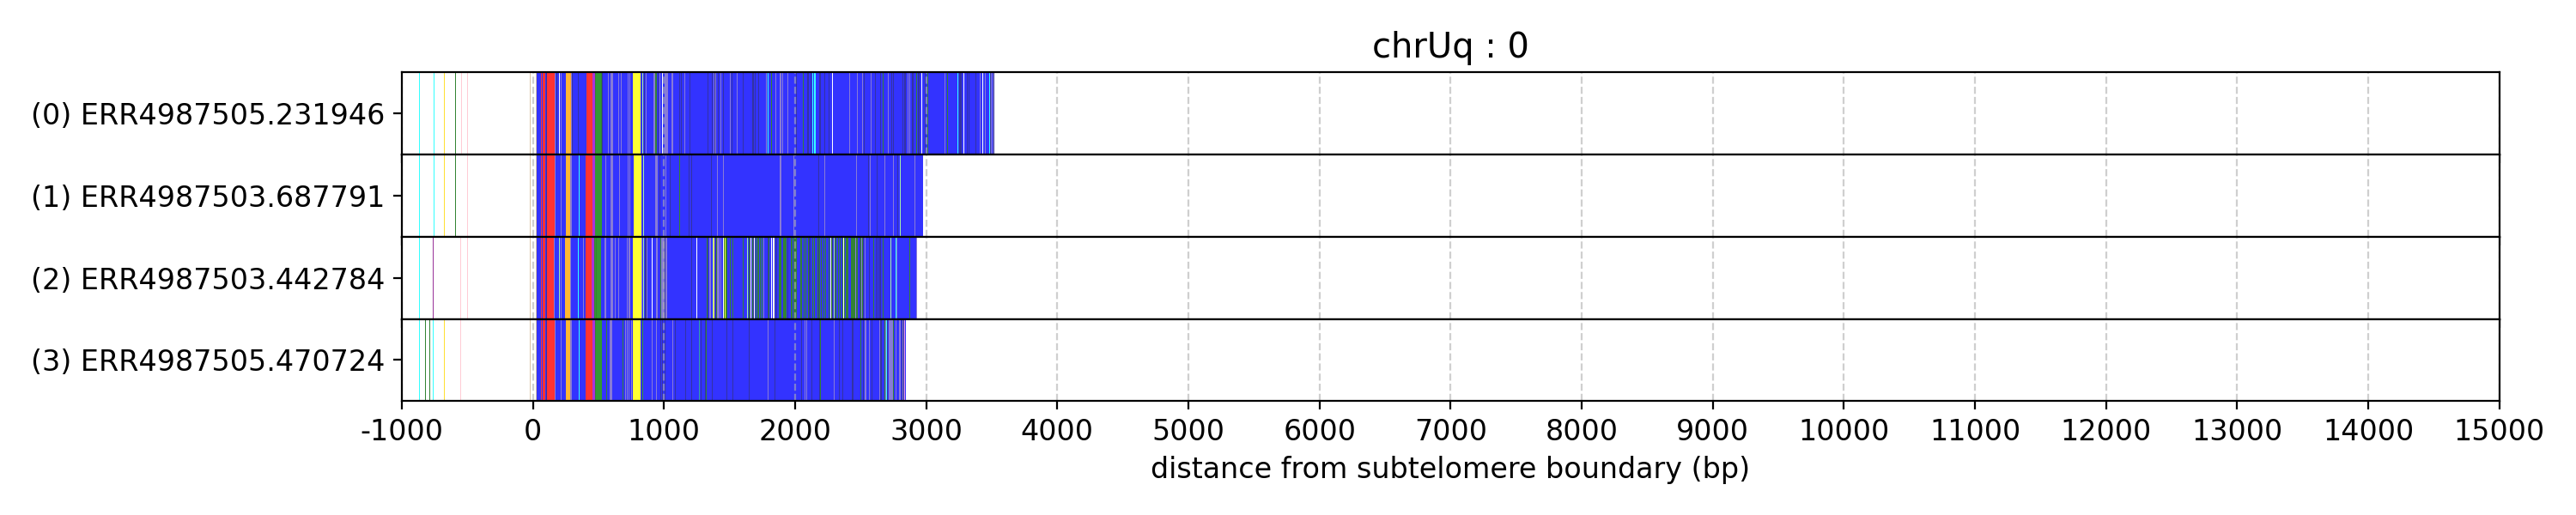 chrUq : 0
(0) ERR4987505.231946
(1) ERR4987503.687791
(2) ERR4987503.442784
(3) ERR4987505.470724
-1000 0 1000 2000 3000 4000 5000 6000 7000 8000 9000 10000 11000 12000 13000 14000 15000
distance from subtelomere boundary (bp)